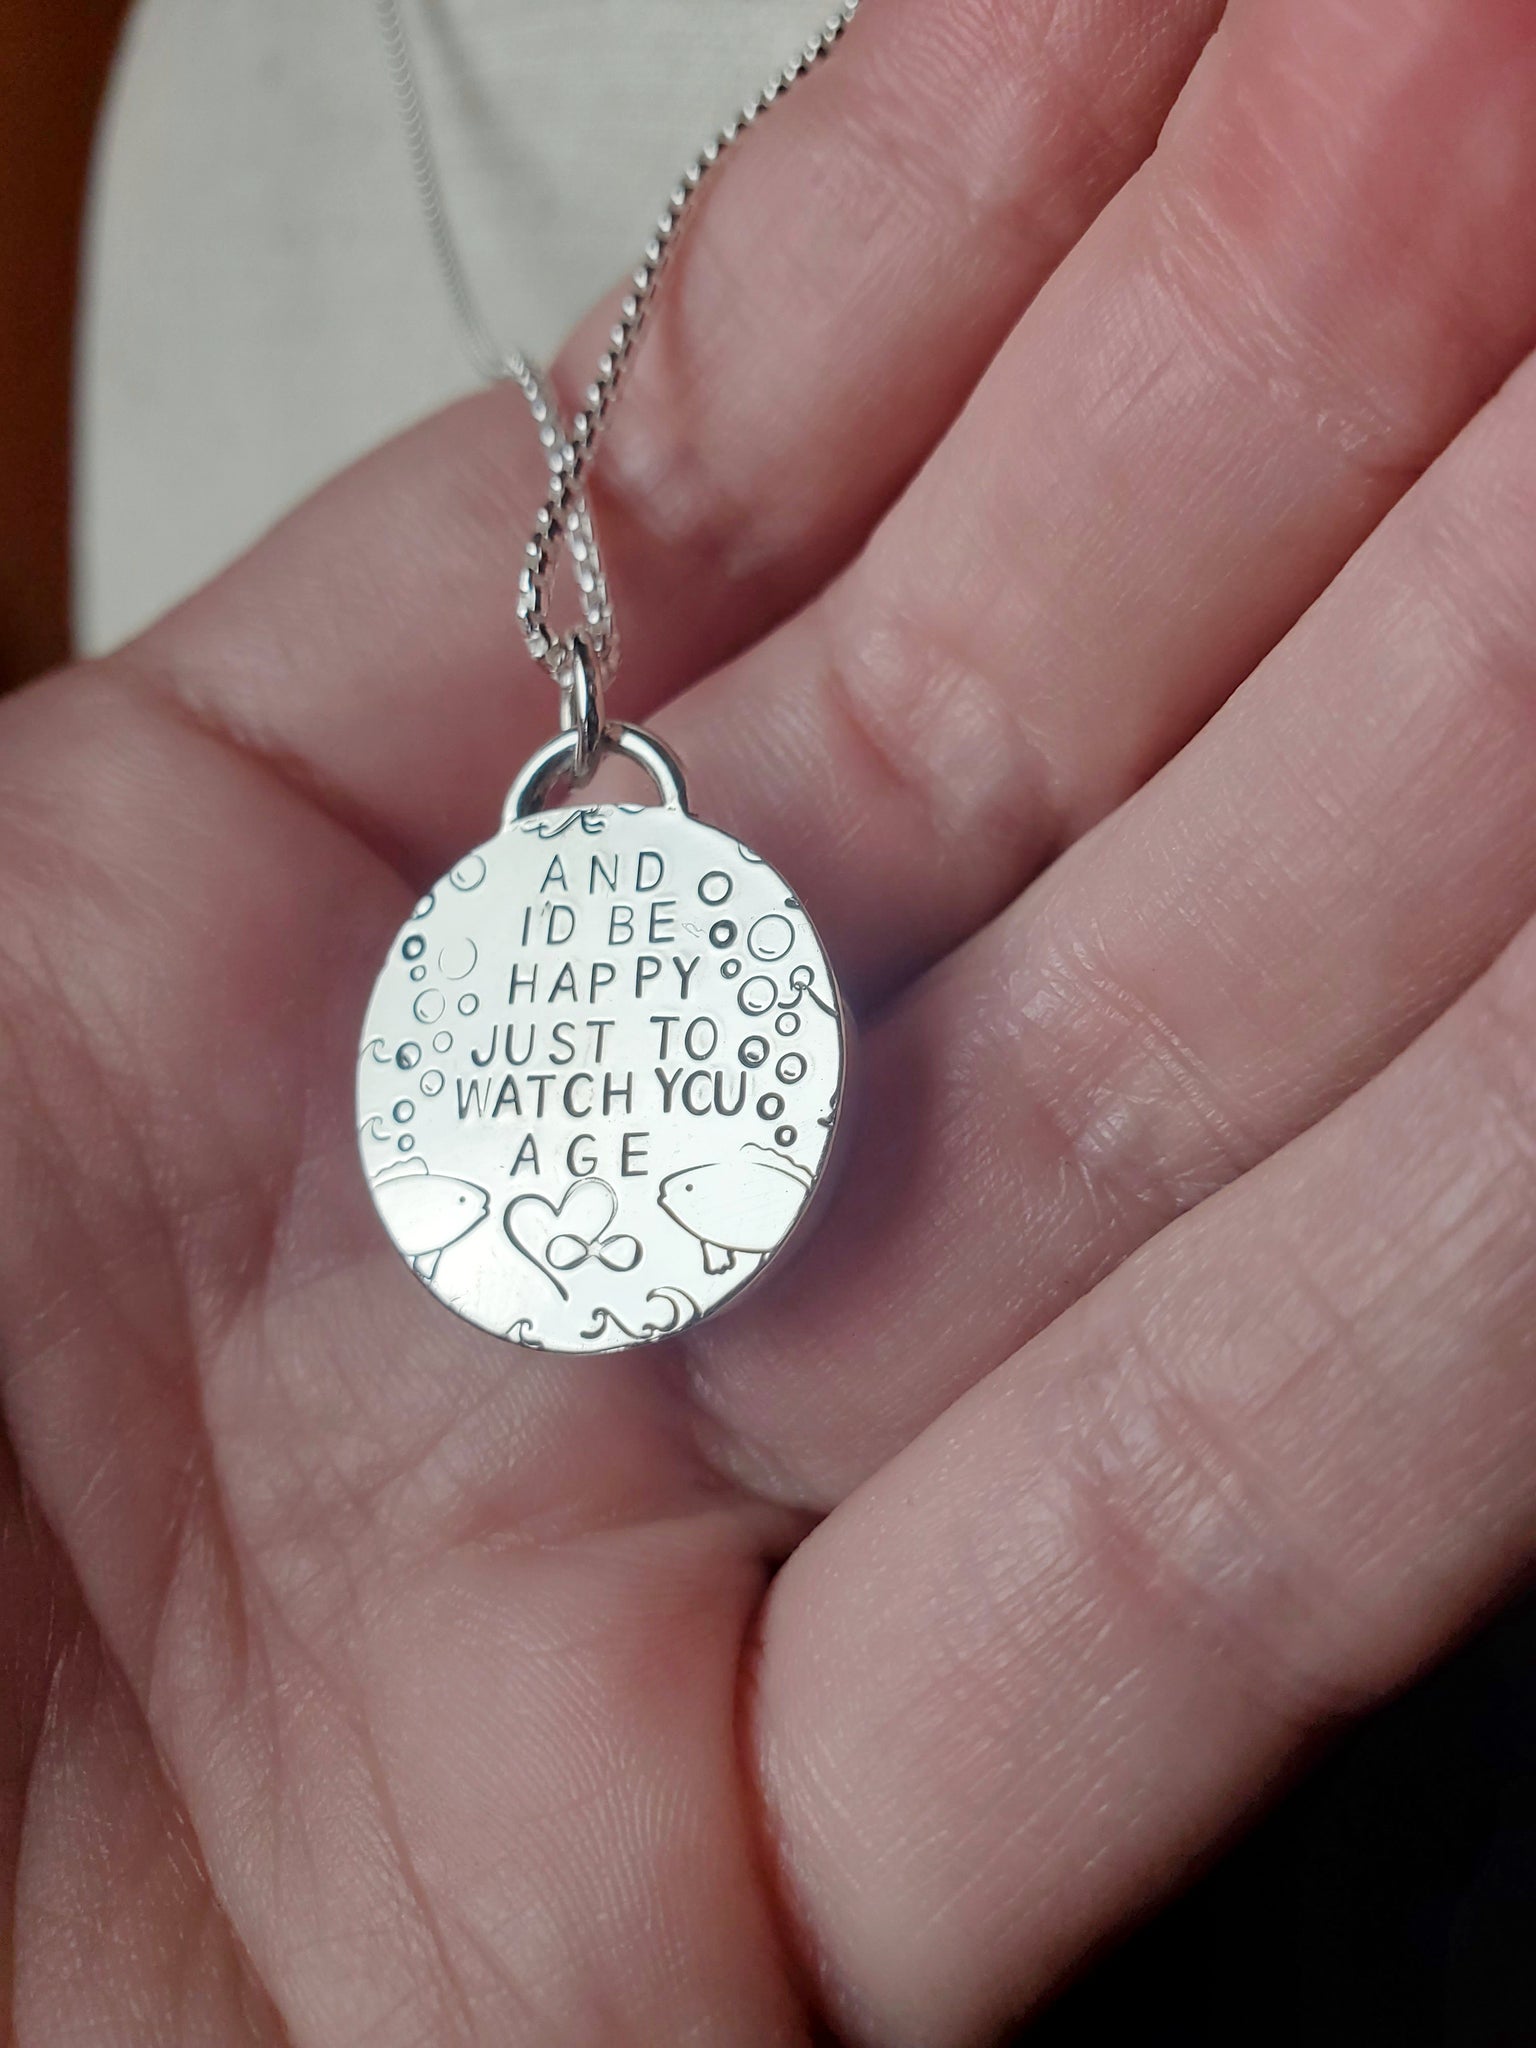 AND
I'D BE
HAPPY
JUST TO
WATCH YOU
AGE